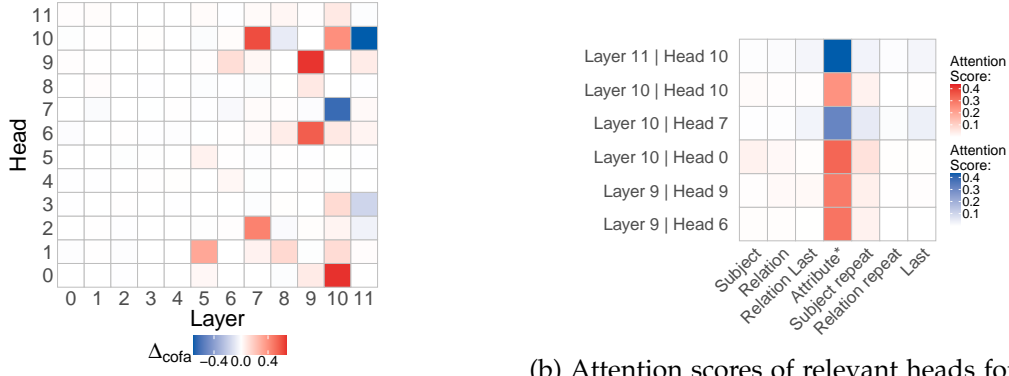 11
10
9
8
7
6
5
4
3
2
1
0
Head
0 1 2 3 4 5 6 7 8 9 10 11
Layer
Δcofa
−0.4 0.0 0.4
Layer 11 | Head 10
Layer 10 | Head 10
Layer 10 | Head 7
Layer 10 | Head 0
Layer 9 | Head 9
Layer 9 | Head 6
Subject
Relation
Relation Last
Attribute*
Subject repeat
Relation repeat
Last
Attention
Score:
0.4
0.3
0.2
0.1
Attention
Score:
0.4
0.3
0.2
0.1
(b) Attention scores of relevant heads for